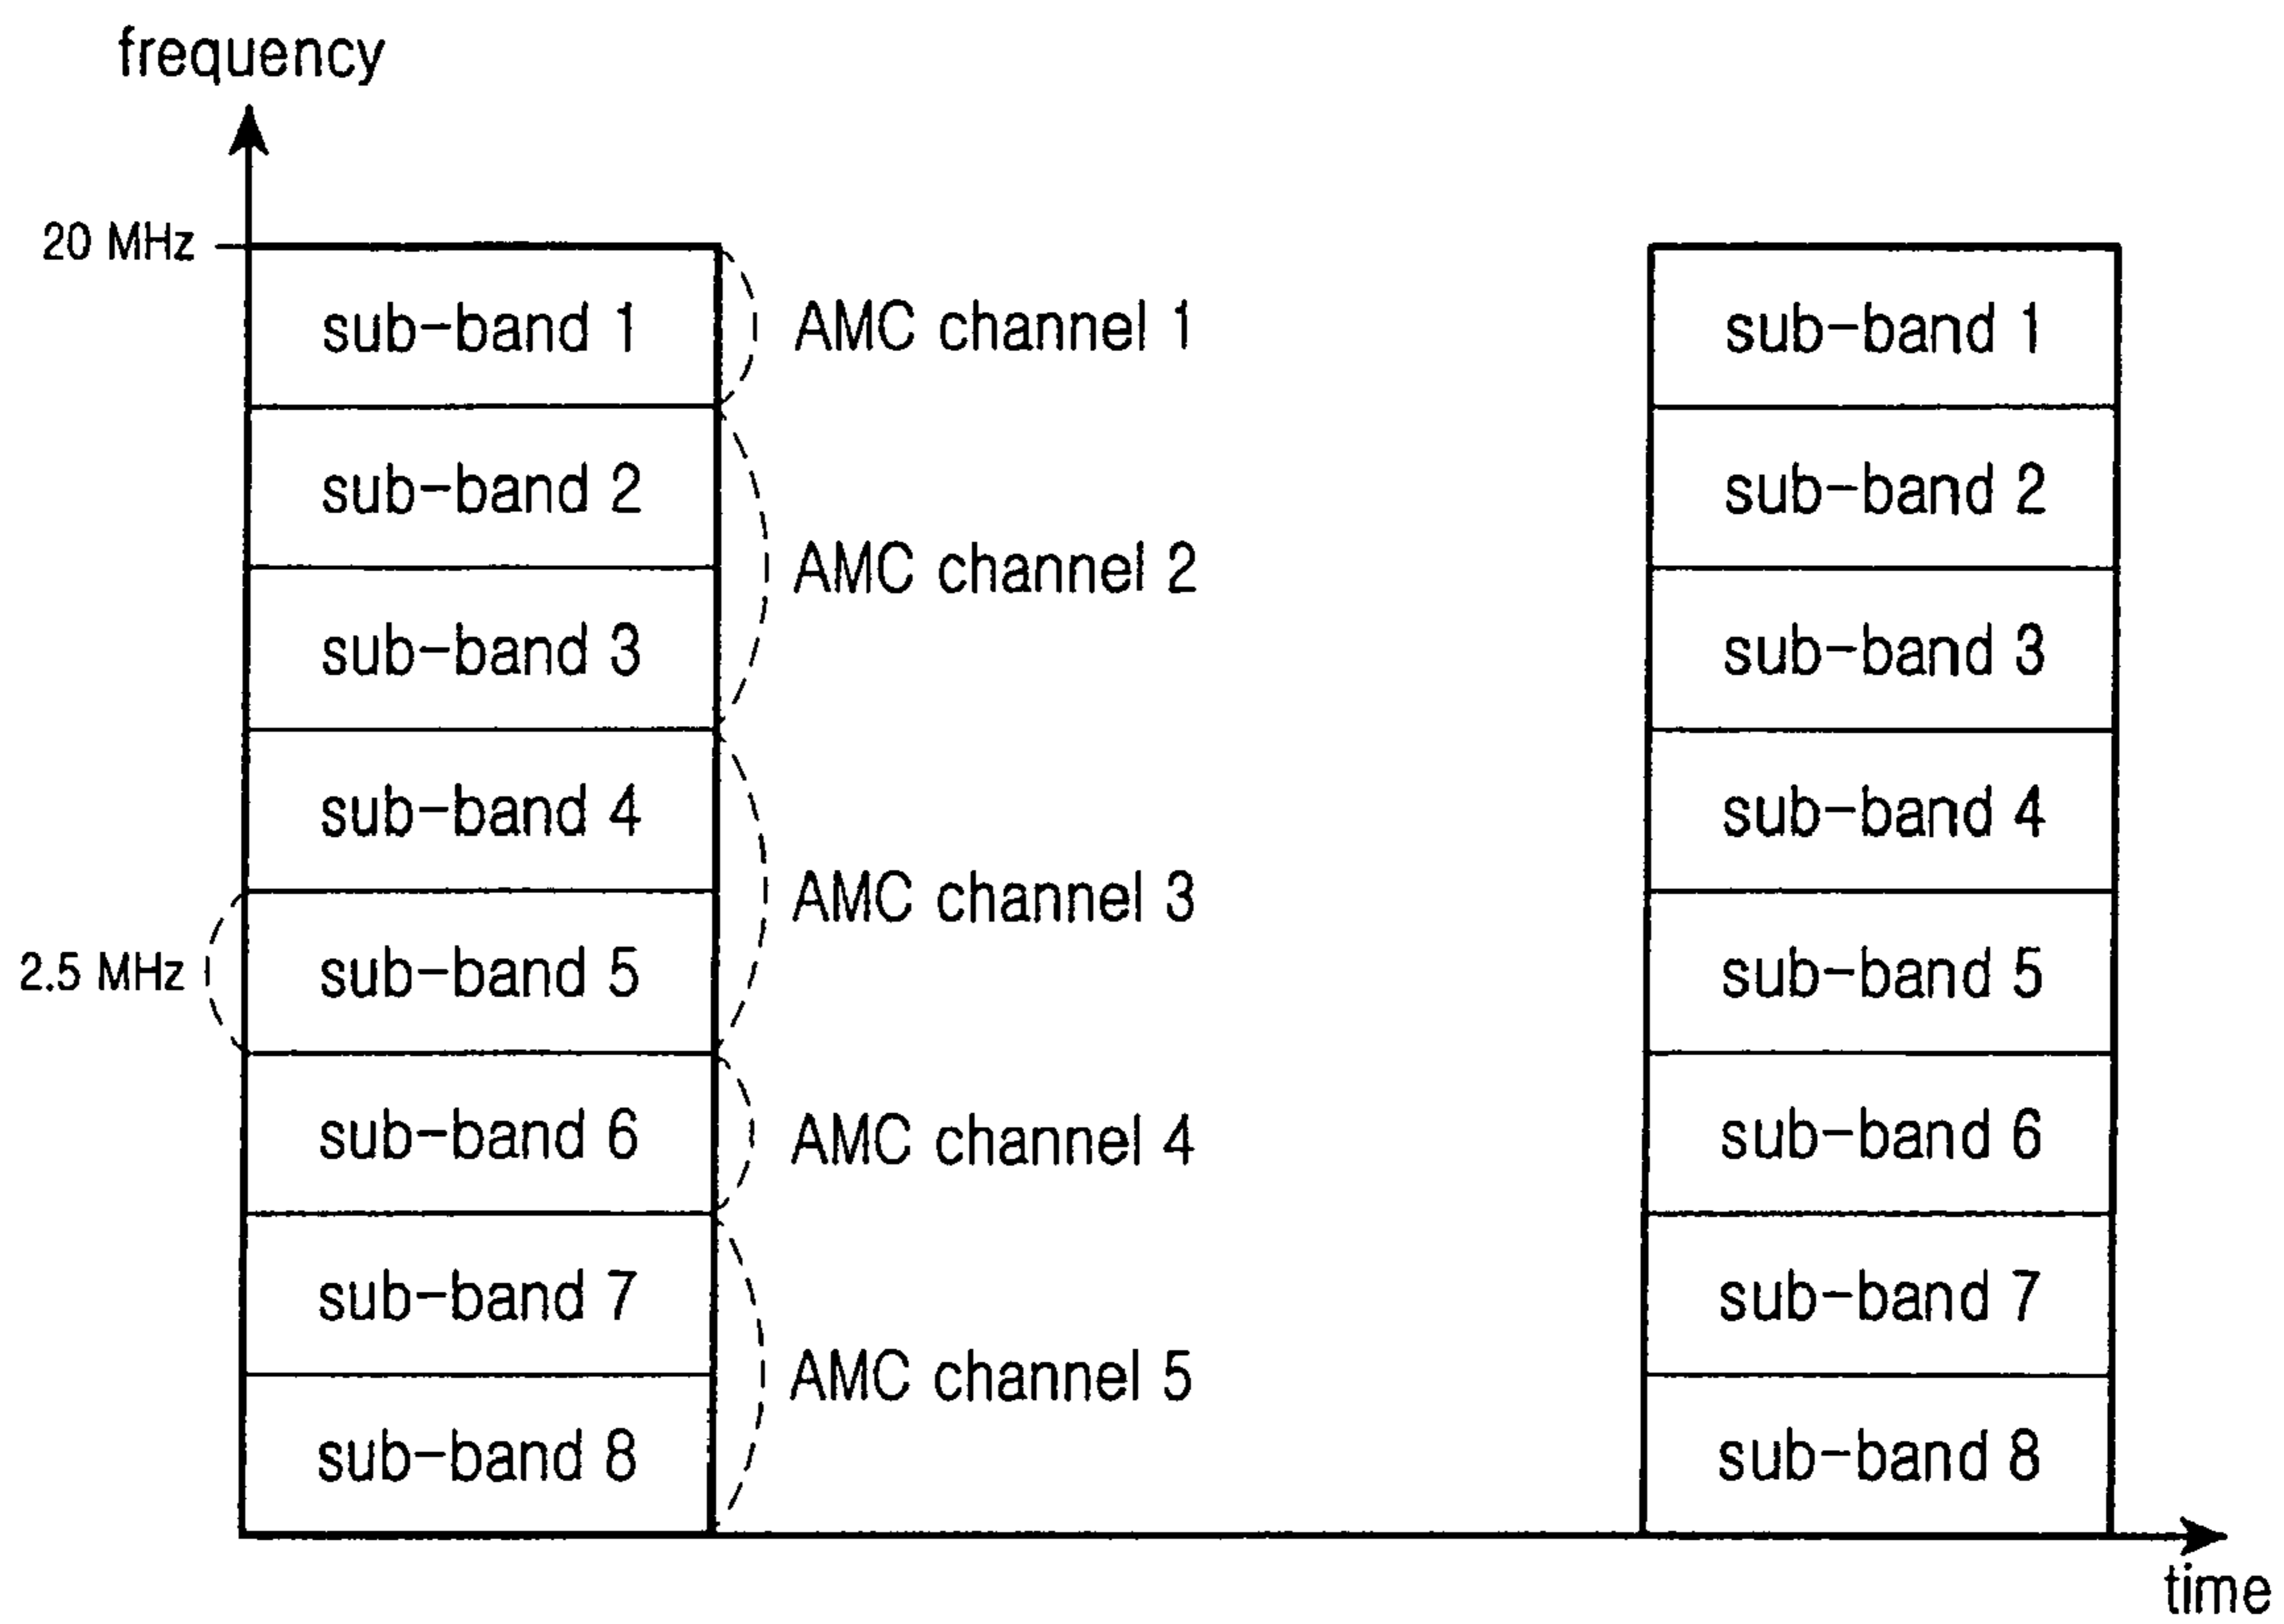 frequency
20 MHz
sub-band 1
AMC channel 1
sub-band 1
sub-band 2
sub-band 2
AMC channel 2
sub-band 3
sub-band 3
sub-band 4
sub-band 4
AMC channel 3
2.5 MHz
sub-band 5
sub-band 5
sub-band 6
AMC channel 4
sub-band 6
sub-band 7
sub-band 7
AMC channel 5
sub-band 8
sub-band 8
time